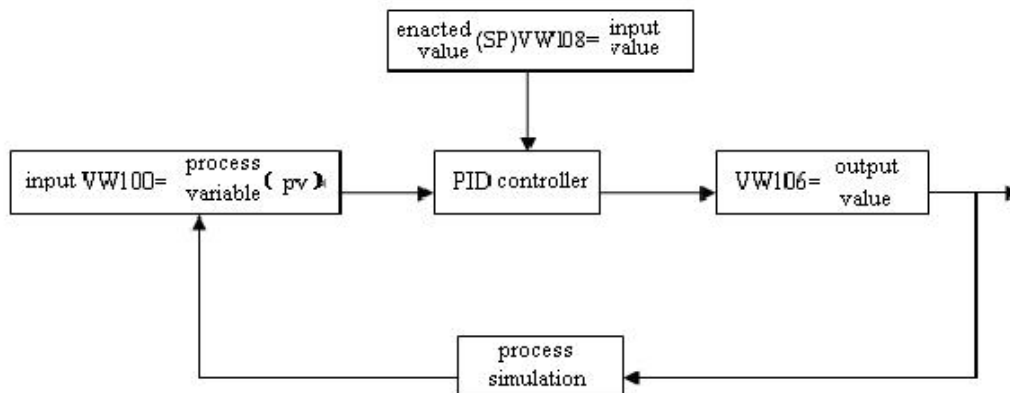 enacted value (SP)VW108= input value
input VW100= process variable ( pv )
PID controller
VW106= output value
process
simulation